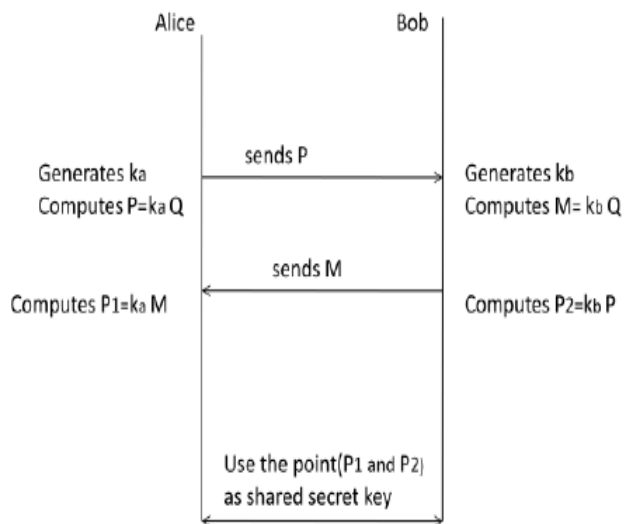 Alice
Bob
sends P
Generates ka
Computes P=ka Q
Generates kb
Computes M= kb Q
sends M
Computes P1=ka M
Computes P2=kb P
Use the point(P1 and P2)
as shared secret key